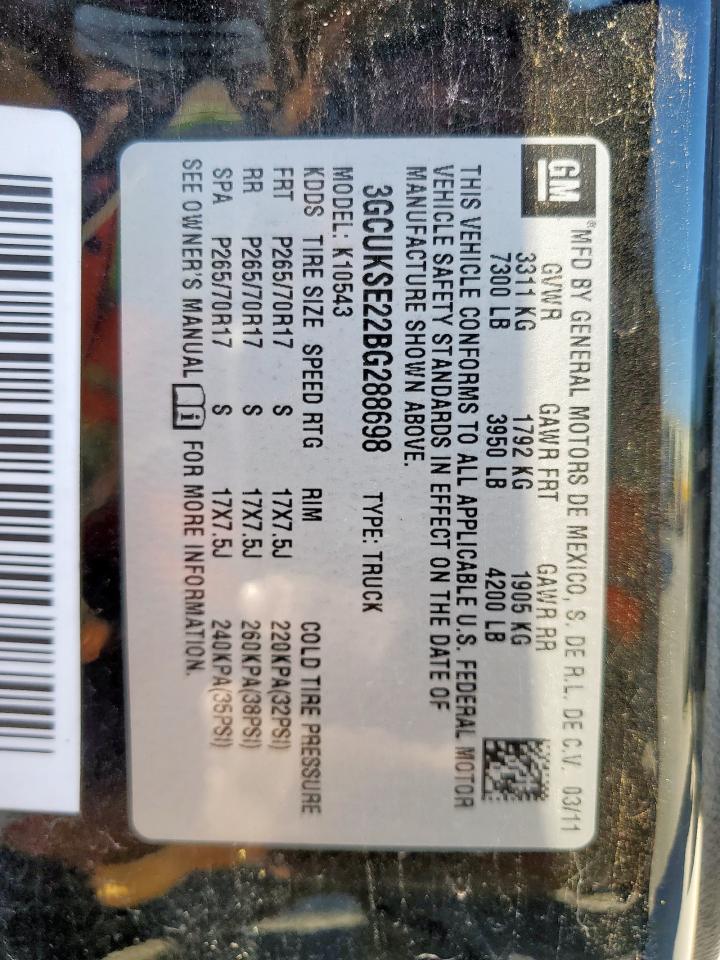 GM
®MFD BY GENERAL MOTORS DE MEXICO, S. DE R.L. DE C.V. 03/11
GVWR GAWR FRT GAWR RR
3311 KG 1792 KG 1905 KG
7300 LB 3950 LB 4200 LB
THIS VEHICLE CONFORMS TO ALL APPLICABLE U.S. FEDERAL MOTOR
VEHICLE SAFETY STANDARDS IN EFFECT ON THE DATE OF
MANUFACTURE SHOWN ABOVE.
3GCUKSE22BG288698 TYPE: TRUCK
MODEL: K10543
KDDS TIRE SIZE SPEED RTG RIM COLD TIRE PRESSURE
FRT P265/70R17 S 17X7.5J 220KPA(32PSI)
RR P265/70R17 S 17X7.5J 260KPA(38PSI)
SPA P265/70R17 S 17X7.5J 240KPA(35PSI)
SEE OWNER'S MANUAL i FOR MORE INFORMATION.